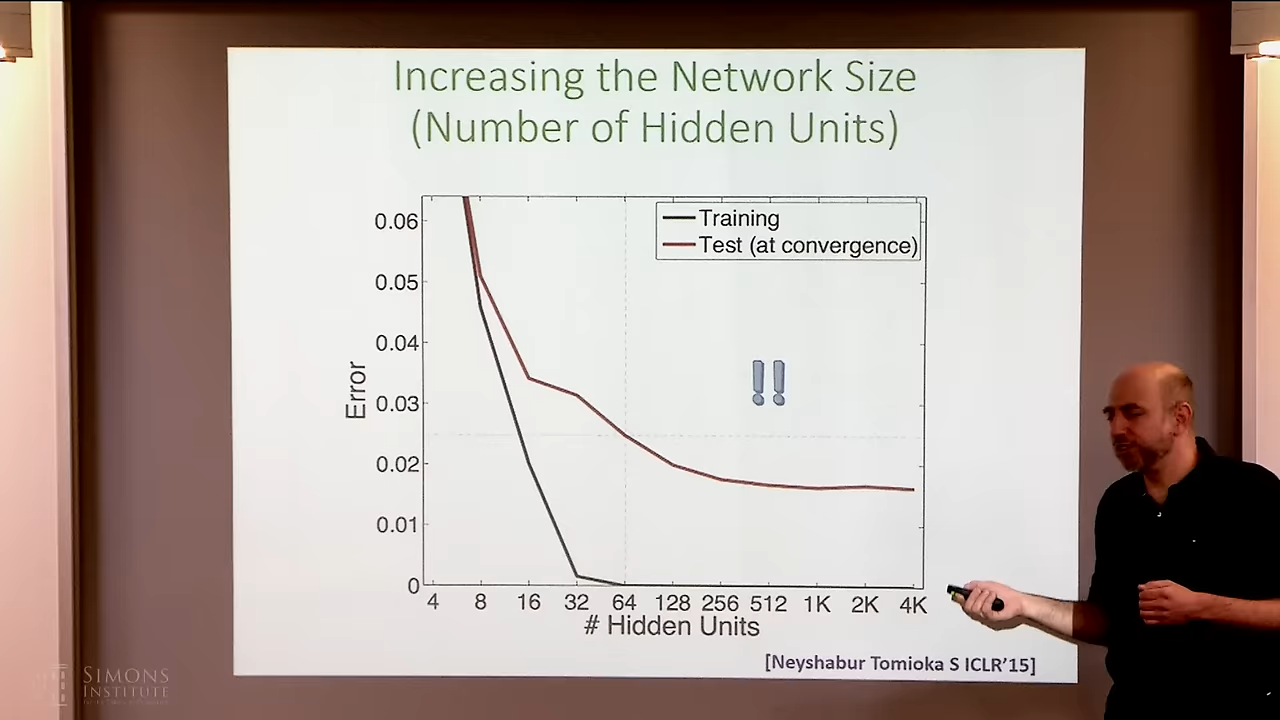 Increasing the Network Size
(Number of Hidden Units)
Training
Test (at convergence)
0.06
0.05
0.04
0.03
0.02
0.01
0
Error
!!
4 8 16 32 64 128 256 512 1K 2K 4K
# Hidden Units
[Neyshabur Tomioka S ICLR'15]
SIMONS
INSTITUTE